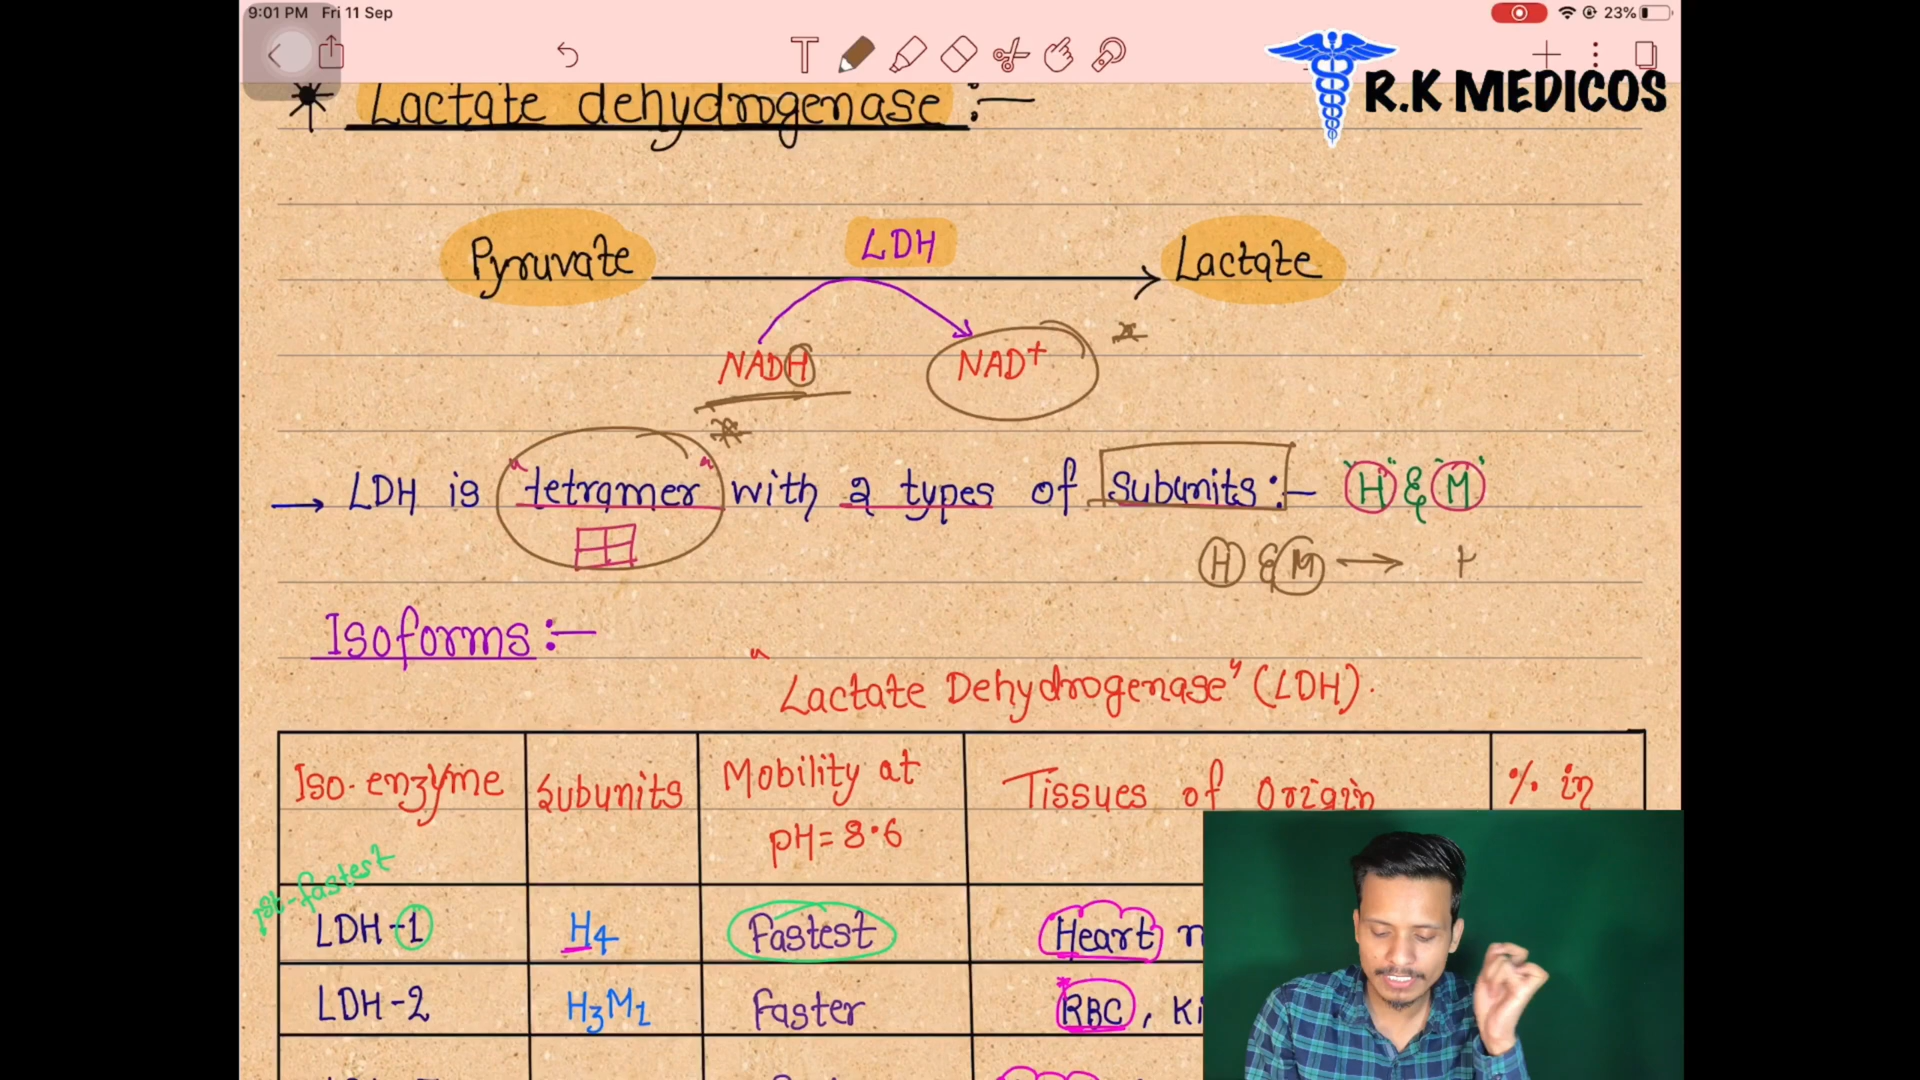 9:01 PM Fri 11 Sep
23%
R.K MEDICOS
Lactate dehydrogenase :-
Pyruvate LDH Lactate
NADH NAD+
→ LDH is "tetramer" with 2 types of Subunits :- "H" & "M"
H & M →
Isoforms :-
"Lactate Dehydrogenase" (LDH).
Iso-enzyme Subunits Mobility at pH = 8.6 Tissues of Origin % in
fastest
LDH-1 H4 Fastest Heart
LDH-2 H3M1 Faster RBC, Ki